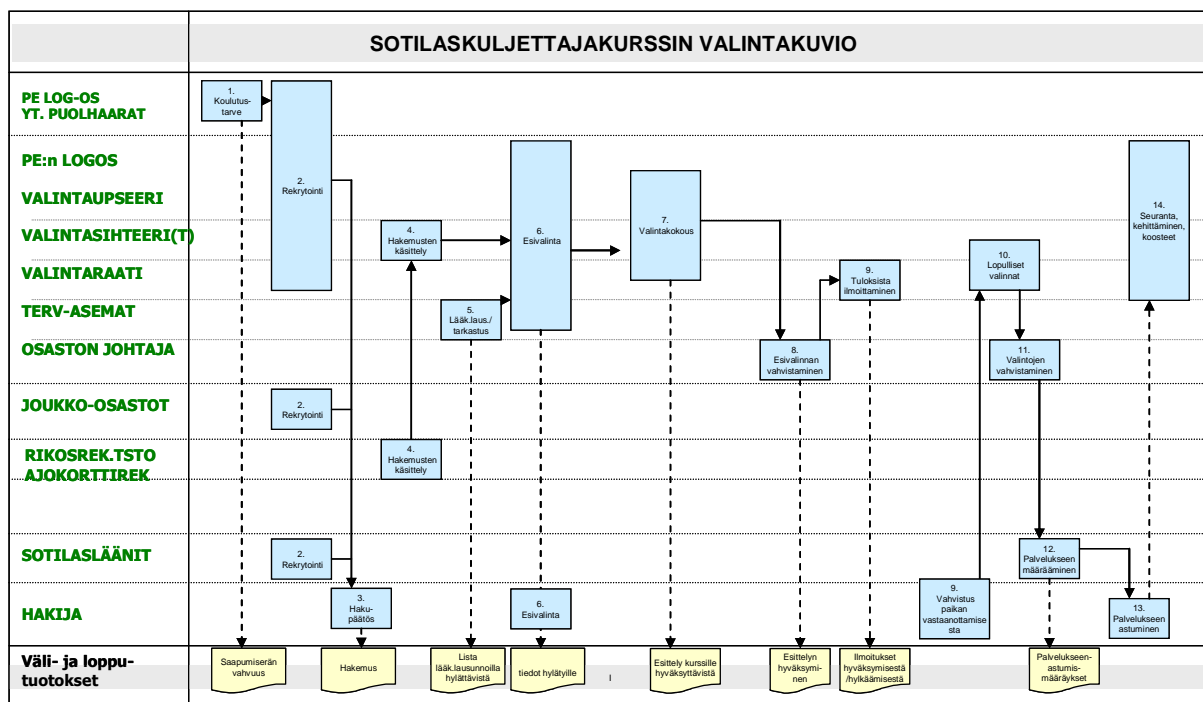 SOTILASKULJETTAJAKURSSIN VALINTAKUVIO
PE LOG-OS
YT. PUOLHAARAT
1.
Koulutus-
tarve
PE:n LOGOS
VALINTAUPSEERI
2.
Rekrytointi
VALINTASIHTEERI(T)
4.
Hakemusten
käsittely
6.
Esivalinta
7.
Valintakokous
14.
Seuranta,
kehittäminen,
koosteet
VALINTARAATI
9.
Tuloksista
ilmoittaminen
10.
Lopulliset
valinnat
TERV-ASEMAT
5.
Lääk.laus./
tarkastus
OSASTON JOHTAJA
8.
Esivalinnan
vahvistaminen
11.
Valintojen
vahvistaminen
JOUKKO-OSASTOT
2.
Rekrytointi
RIKOSREK.TSTO
AJOKORTTIREK
4.
Hakemusten
käsittely
SOTILASLÄÄNIT
2.
Rekrytointi
12.
Palvelukseen
määrääminen
HAKIJA
3.
Haku-
päätös
6.
Esivalinta
9.
Vahvistus
paikan
vastaanottamise
esta
13.
Palvelukseen
astuminen
Väli- ja loppu-
tuotokset
Saapumiserän
vahvuus
Hakemus
Lista
lääk.lausunnoilla
hylättävistä
tiedot hylätyille
I
Esittely kurssille
hyväksyttävistä
Esittelyn
hyväksymi-
nen
Ilmoitukset
hyväksymisestä
/hylkäämisestä
Palvelukseen-
astumis-
määräykset